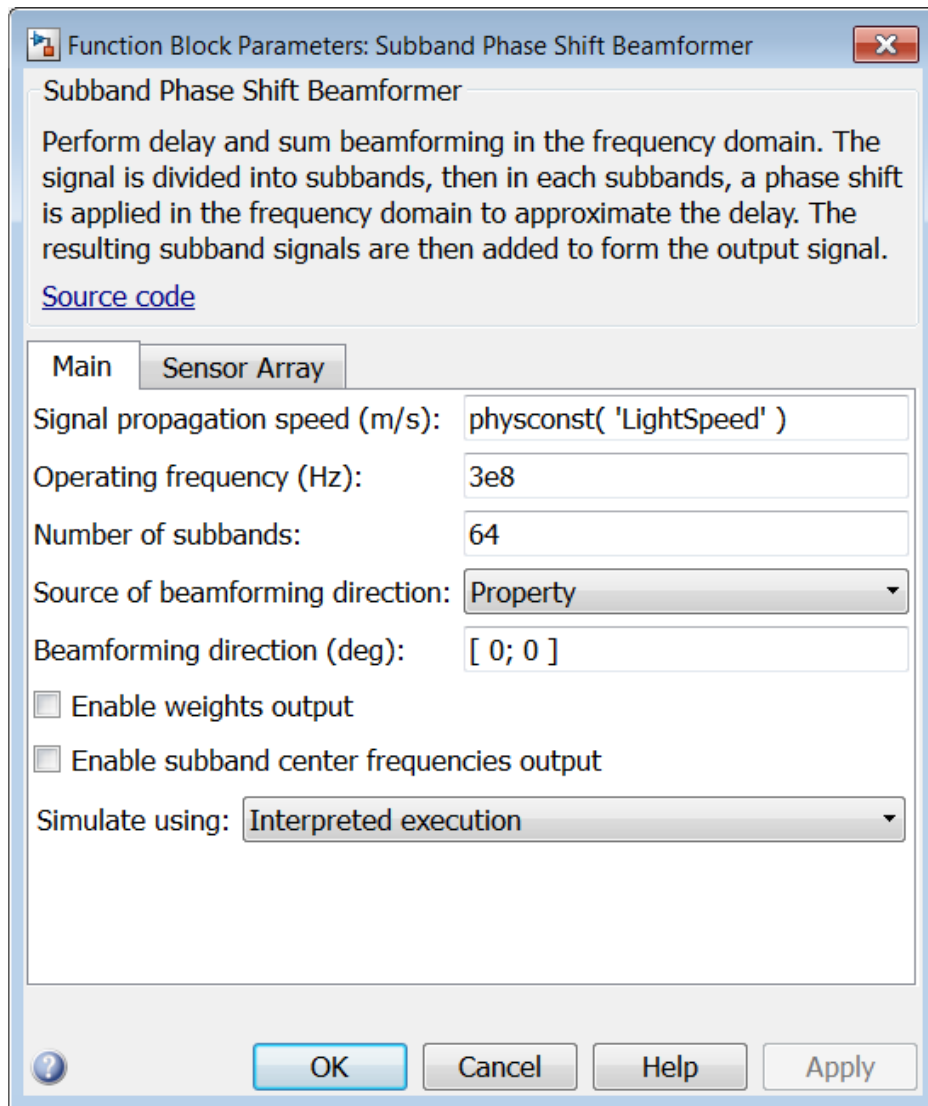 Function Block Parameters: Subband Phase Shift Beamformer
Subband Phase Shift Beamformer
Perform delay and sum beamforming in the frequency domain. The
signal is divided into subbands, then in each subbands, a phase shift
is applied in the frequency domain to approximate the delay. The
resulting subband signals are then added to form the output signal.
Source code
Main Sensor Array
Signal propagation speed (m/s): physconst( 'LightSpeed' )
Operating frequency (Hz): 3e8
Number of subbands: 64
Source of beamforming direction: Property
Beamforming direction (deg): [ 0; 0 ]
Enable weights output
Enable subband center frequencies output
Simulate using: Interpreted execution
? OK Cancel Help Apply